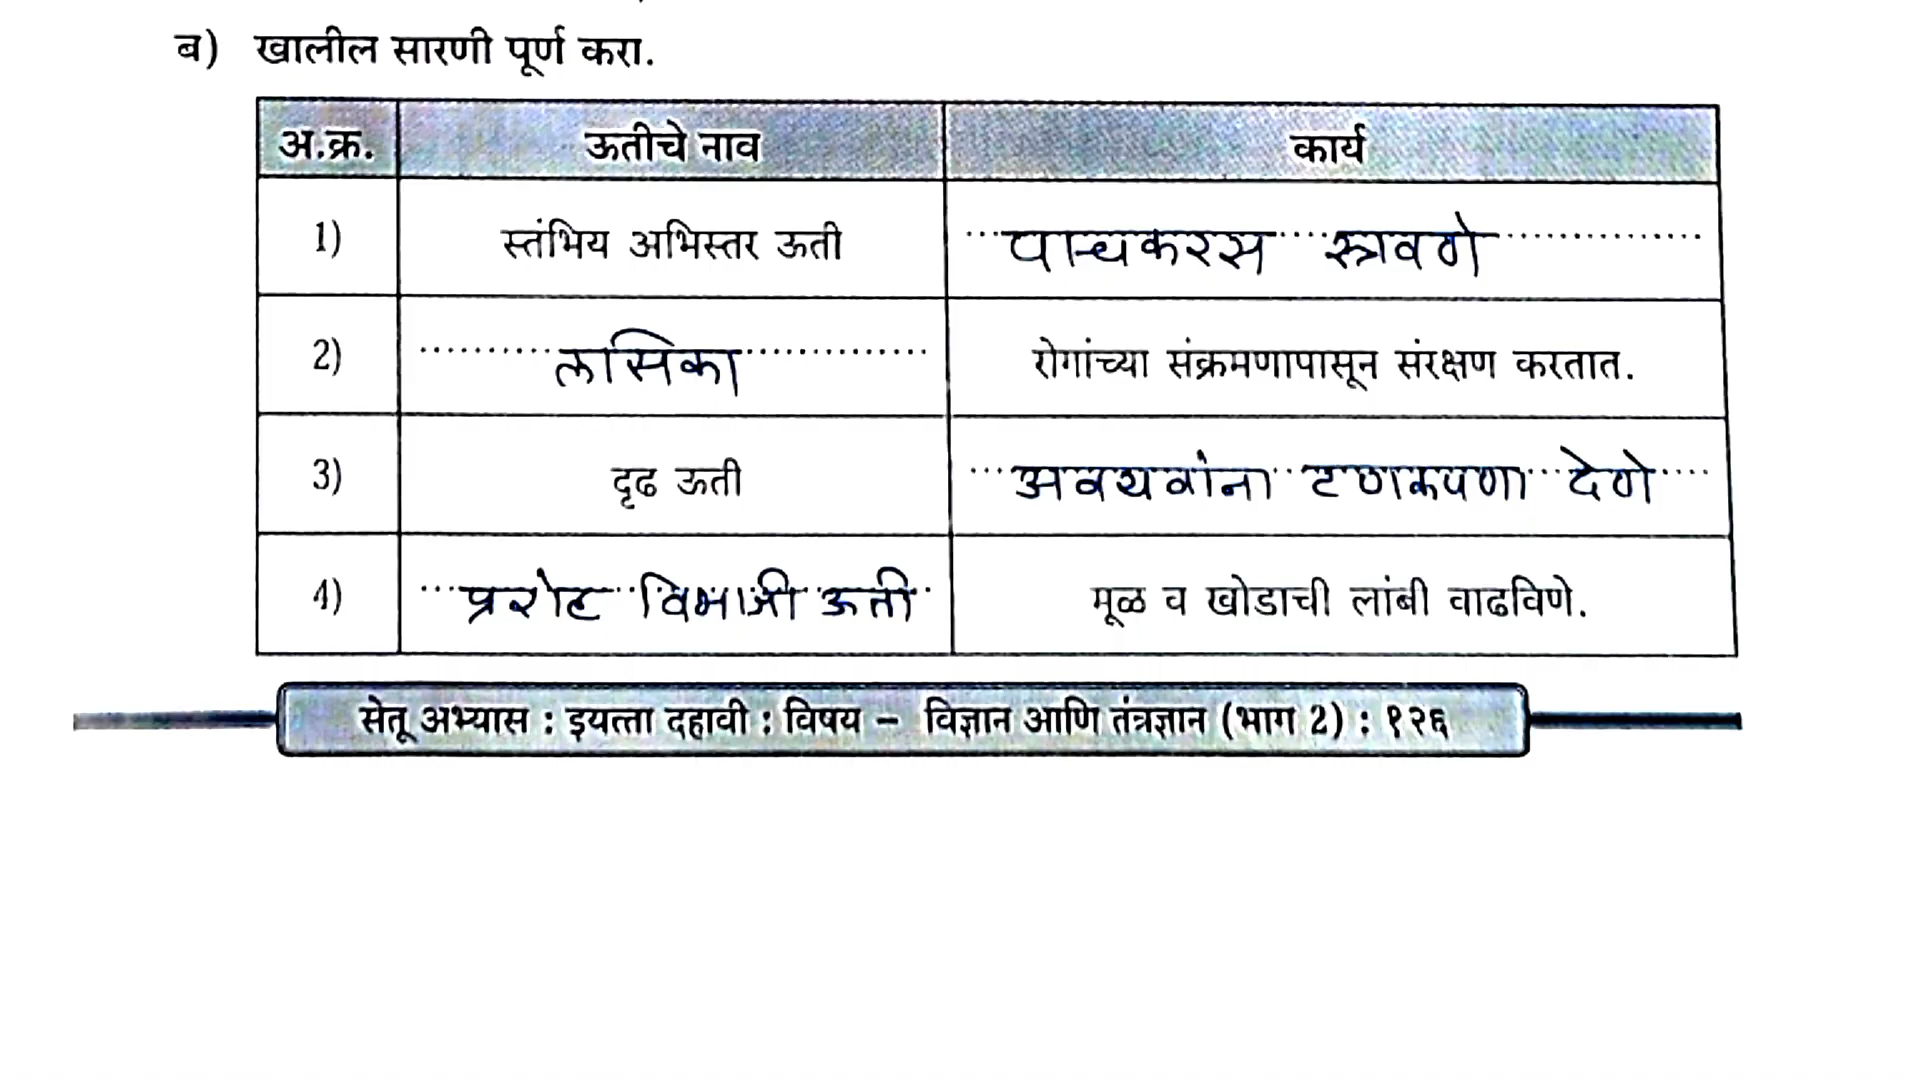 ब) खालील सारणी पूर्ण करा.
अ.क्र. ऊतीचे नाव कार्य
1) स्तंभिय अभिस्तर ऊती पाचकरस स्त्रवणे
2) लसिका रोगांच्या संक्रमणापासून संरक्षण करतात.
3) दृढ ऊती अवयवांना टणकपणा देणे
4) प्ररोह विभाजी ऊती मूळ व खोडाची लांबी वाढविणे.
सेतू अभ्यास : इयत्ता दहावी : विषय – विज्ञान आणि तंत्रज्ञान (भाग 2) : १२६